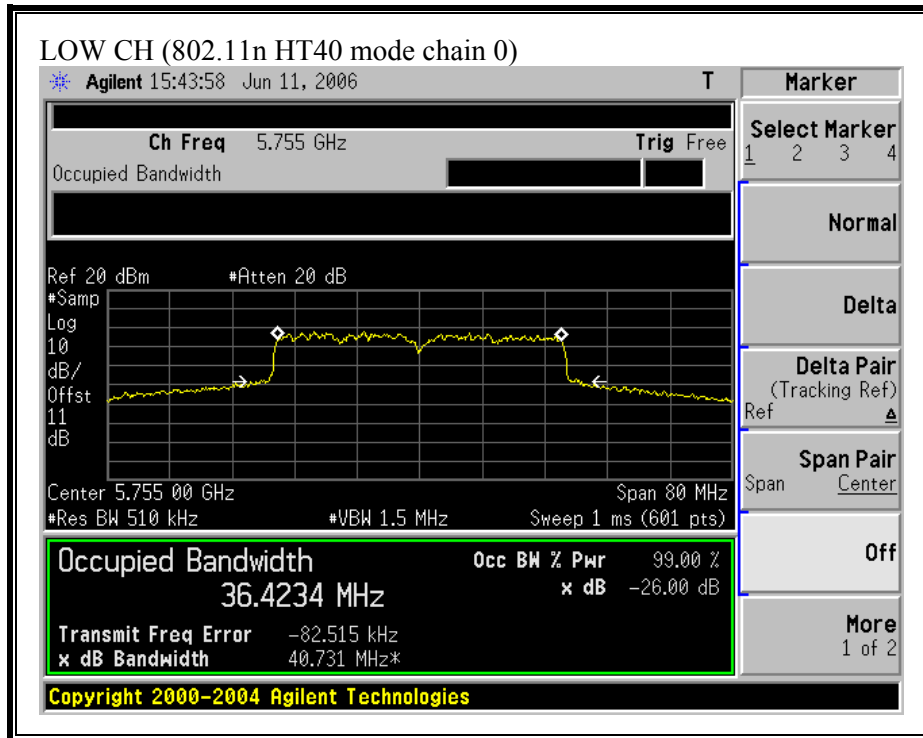 LOW CH (802.11n HT40 mode chain 0)
Agilent 15:43:58 Jun 11, 2006 T
Ch Freq 5.755 GHz Trig Free
Occupied Bandwidth
Ref 20 dBm #Atten 20 dB
#Samp
Log
10
dB/
Offst
11
dB
Center 5.755 00 GHz Span 80 MHz
#Res BW 510 kHz #VBW 1.5 MHz Sweep 1 ms (601 pts)
Occupied Bandwidth Occ BW % Pwr 99.00 %
36.4234 MHz x dB -26.00 dB
Transmit Freq Error -82.515 kHz
x dB Bandwidth 40.731 MHz*
Copyright 2000-2004 Agilent Technologies
Marker
Select Marker
1 2 3 4
Normal
Delta
Delta Pair
(Tracking Ref)
Ref Δ
Span Pair
Span Center
Off
More
1 of 2